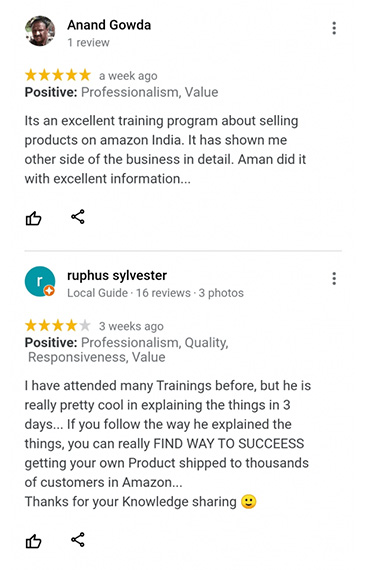 Anand Gowda
1 review
a week ago
Positive: Professionalism, Value
Its an excellent training program about selling
products on amazon India. It has shown me
other side of the business in detail. Aman did it
with excellent information...
r
ruphus sylvester
Local Guide · 16 reviews · 3 photos
3 weeks ago
Positive: Professionalism, Quality,
Responsiveness, Value
I have attended many Trainings before, but he is
really pretty cool in explaining the things in 3
days... If you follow the way he explained the
things, you can really FIND WAY TO SUCCEESS
getting your own Product shipped to thousands
of customers in Amazon...
Thanks for your Knowledge sharing 🙂